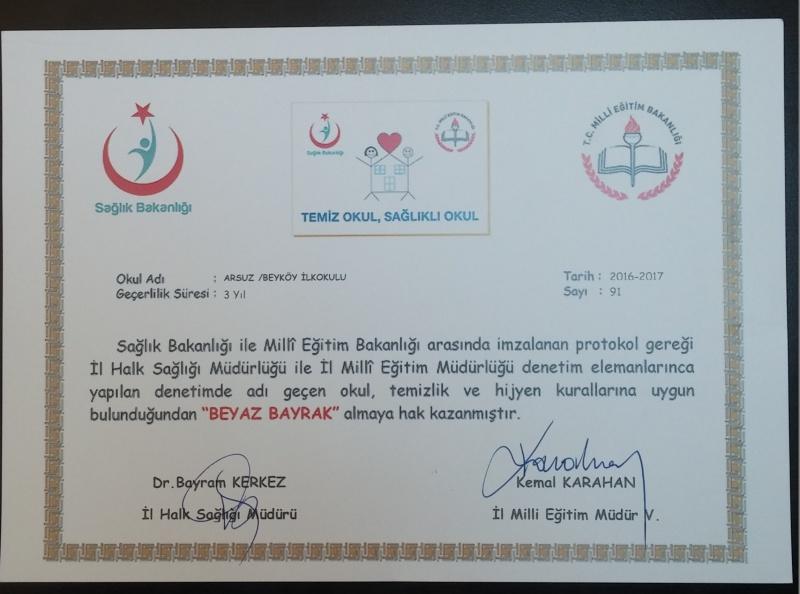 T.C. MİLLÎ EĞİTİM BAKANLIĞI
Sağlık Bakanlığı
Sağlık Bakanlığı
TEMİZ OKUL, SAĞLIKLI OKUL
Okul Adı : ARSUZ /BEYKÖY İLKOKULU
Geçerlilik Süresi : 3 Yıl
Tarih : 2016-2017
Sayı : 91
Sağlık Bakanlığı ile Millî Eğitim Bakanlığı arasında imzalanan protokol gereği
İl Halk Sağlığı Müdürlüğü ile İl Millî Eğitim Müdürlüğü denetim elemanlarınca
yapılan denetimde adı geçen okul, temizlik ve hijyen kurallarına uygun
bulunduğundan “BEYAZ BAYRAK” almaya hak kazanmıştır.
Dr.Bayram KERKEZ
İl Halk Sağlığı Müdürü
Kemal KARAHAN
İl Milli Eğitim Müdür V.